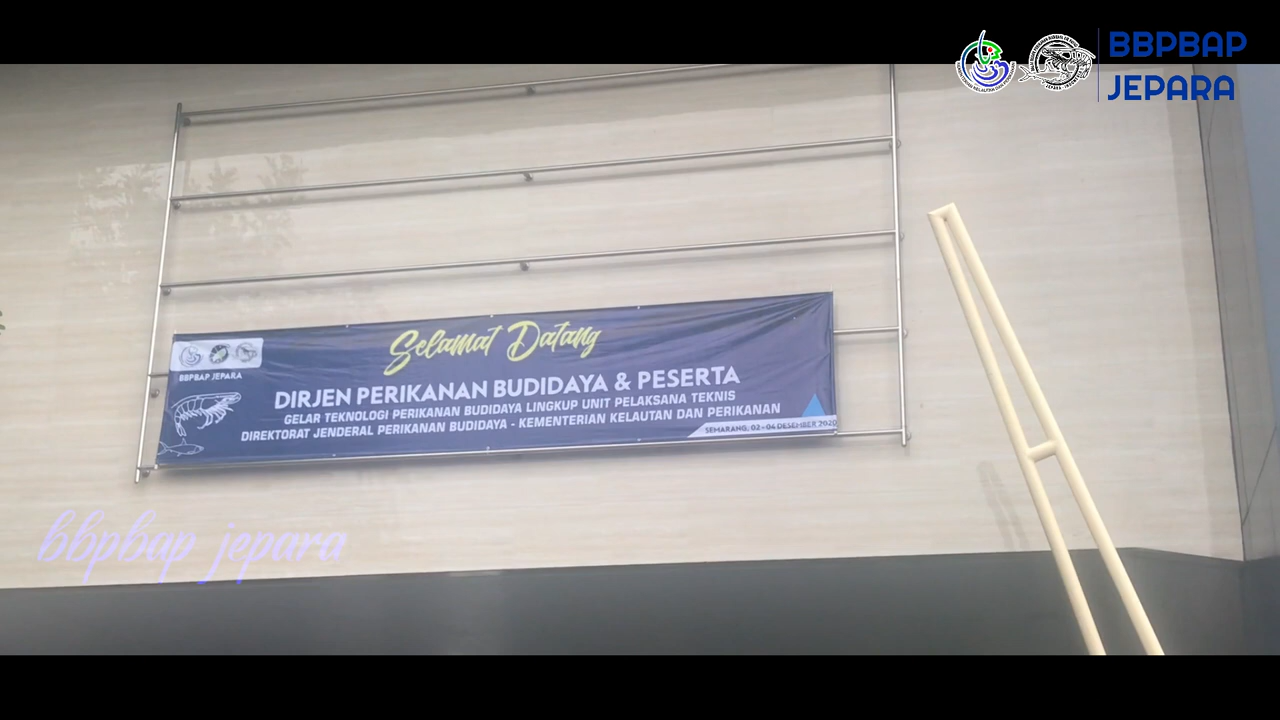 BBPBAP
JEPARA
BBPBAP JEPARA
Selamat Datang
DIRJEN PERIKANAN BUDIDAYA & PESERTA
GELAR TEKNOLOGI PERIKANAN BUDIDAYA LINGKUP UNIT PELAKSANA TEKNIS
DIREKTORAT JENDERAL PERIKANAN BUDIDAYA - KEMENTERIAN KELAUTAN DAN PERIKANAN
SEMARANG, 02 - 04 DESEMBER 2020
bbpbap jepara